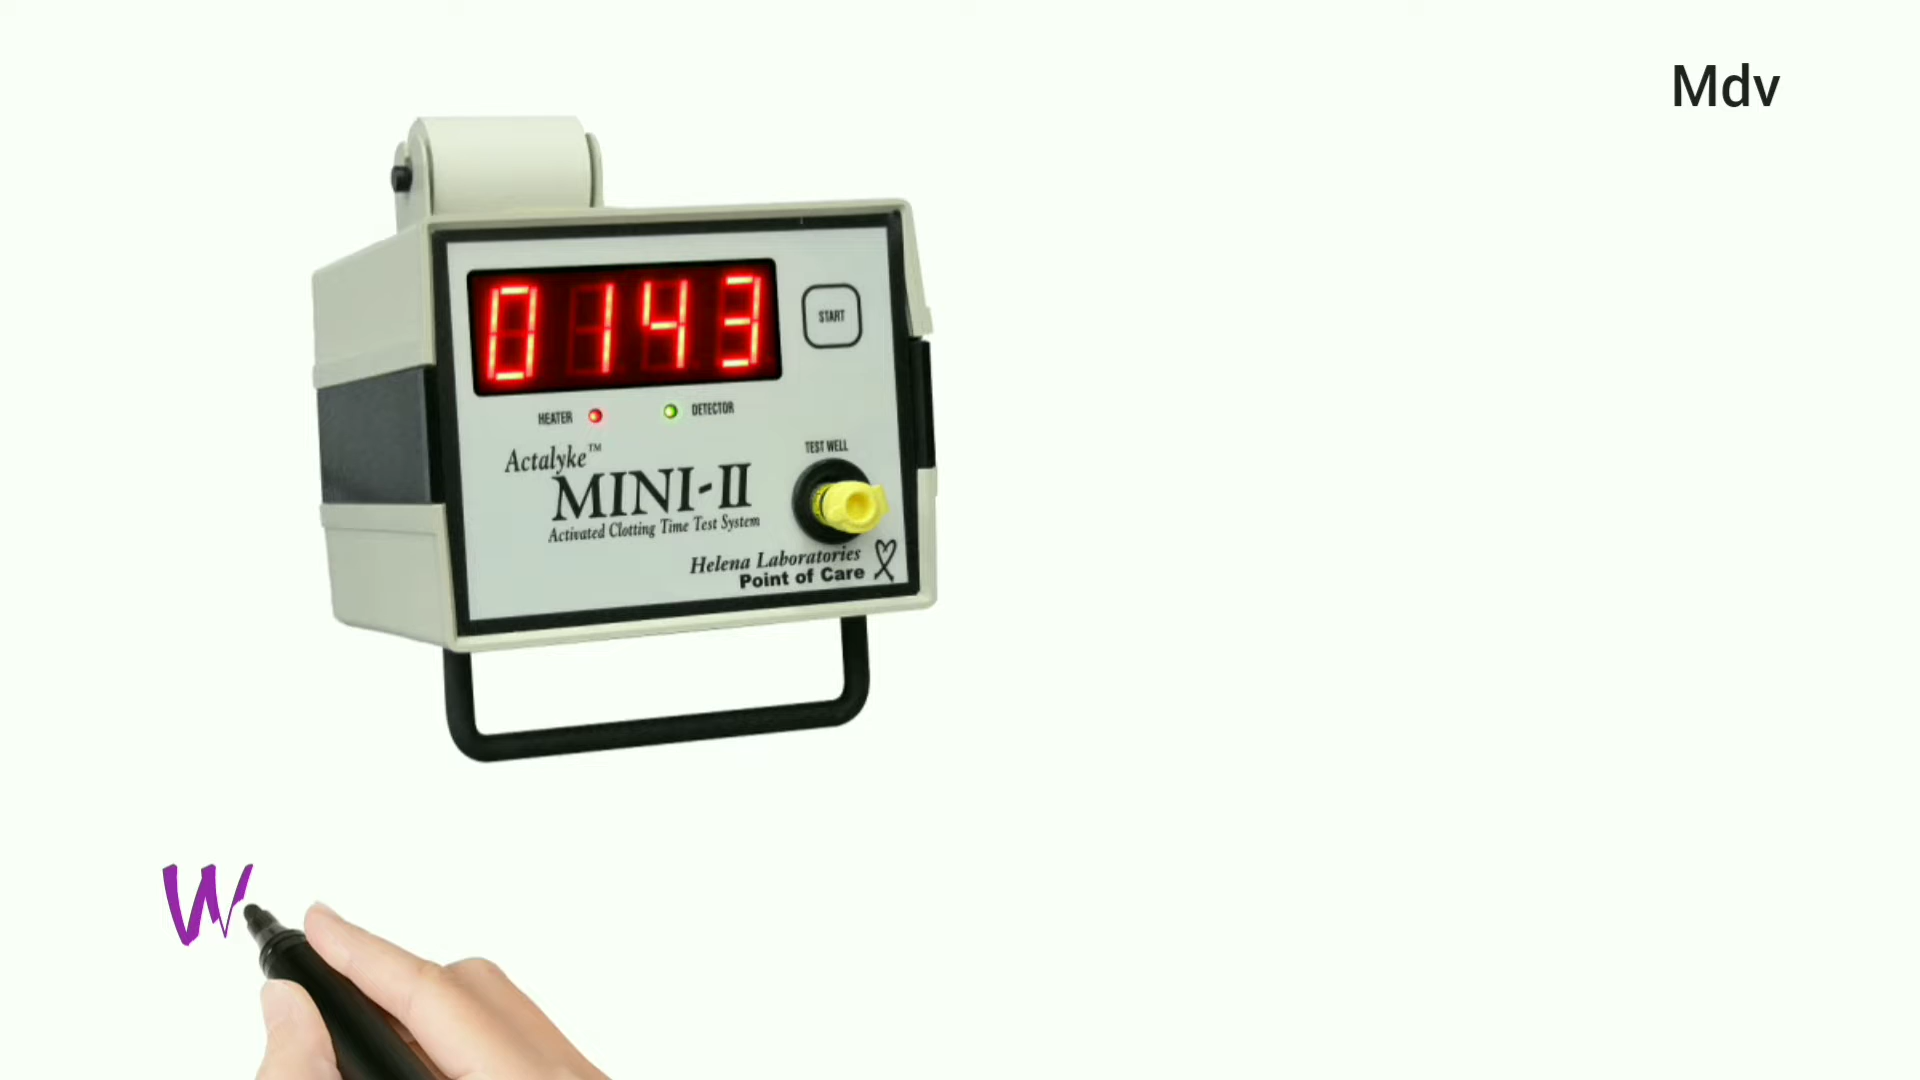 Mdv
0143
START
HEATER
DETECTOR
Actalyke™
TEST WELL
MINI-II
Activated Clotting Time Test System
Helena Laboratories
Point of Care
W